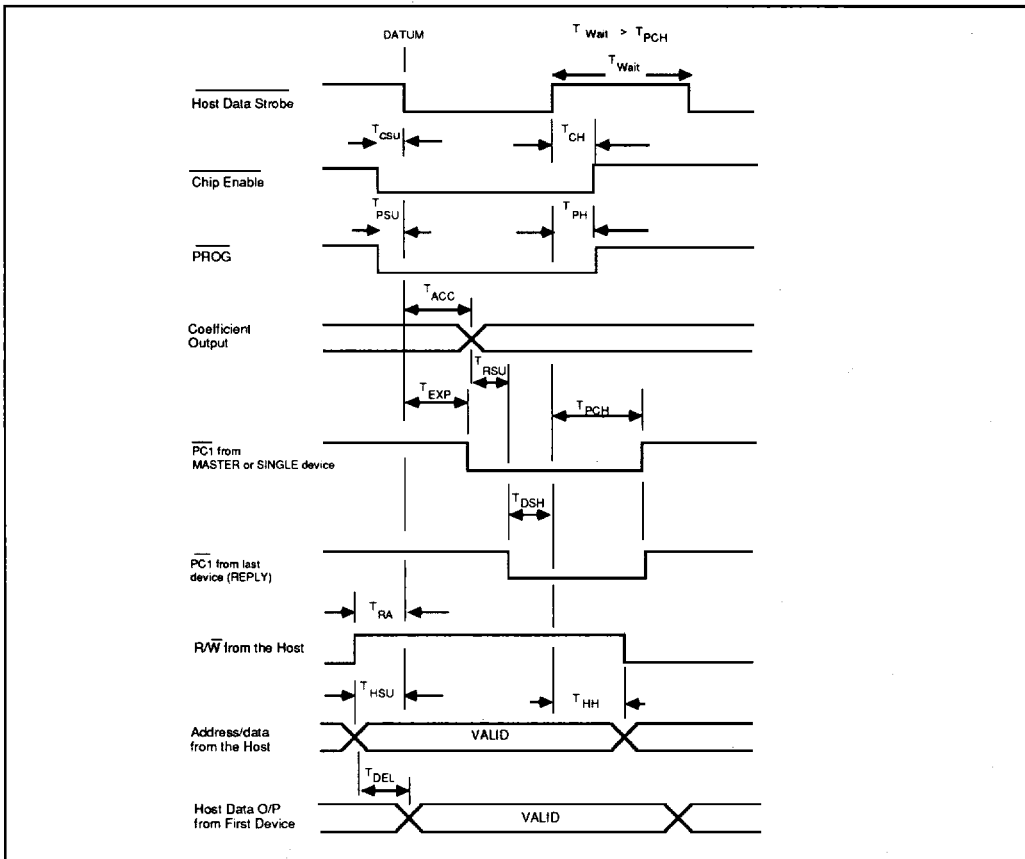 DATUM
T Wait > T PCH
T Wait
Host Data Strobe
T CSU
T CH
Chip Enable
T PSU
T PH
PROG
T ACC
Coefficient
Output
T RSU
T EXP
T PCH
PC1 from
MASTER or SINGLE device
T DSH
PC1 from last
device (REPLY)
T RA
R/W from the Host
T HSU
T HH
Address/data
from the Host
VALID
T DEL
Host Data O/P
from First Device
VALID